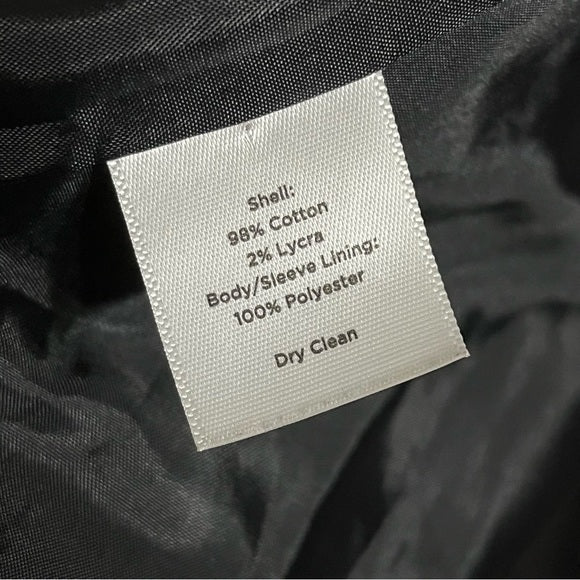 Shell:
98% Cotton
2% Lycra
Body/Sleeve Lining:
100% Polyester
Dry Clean